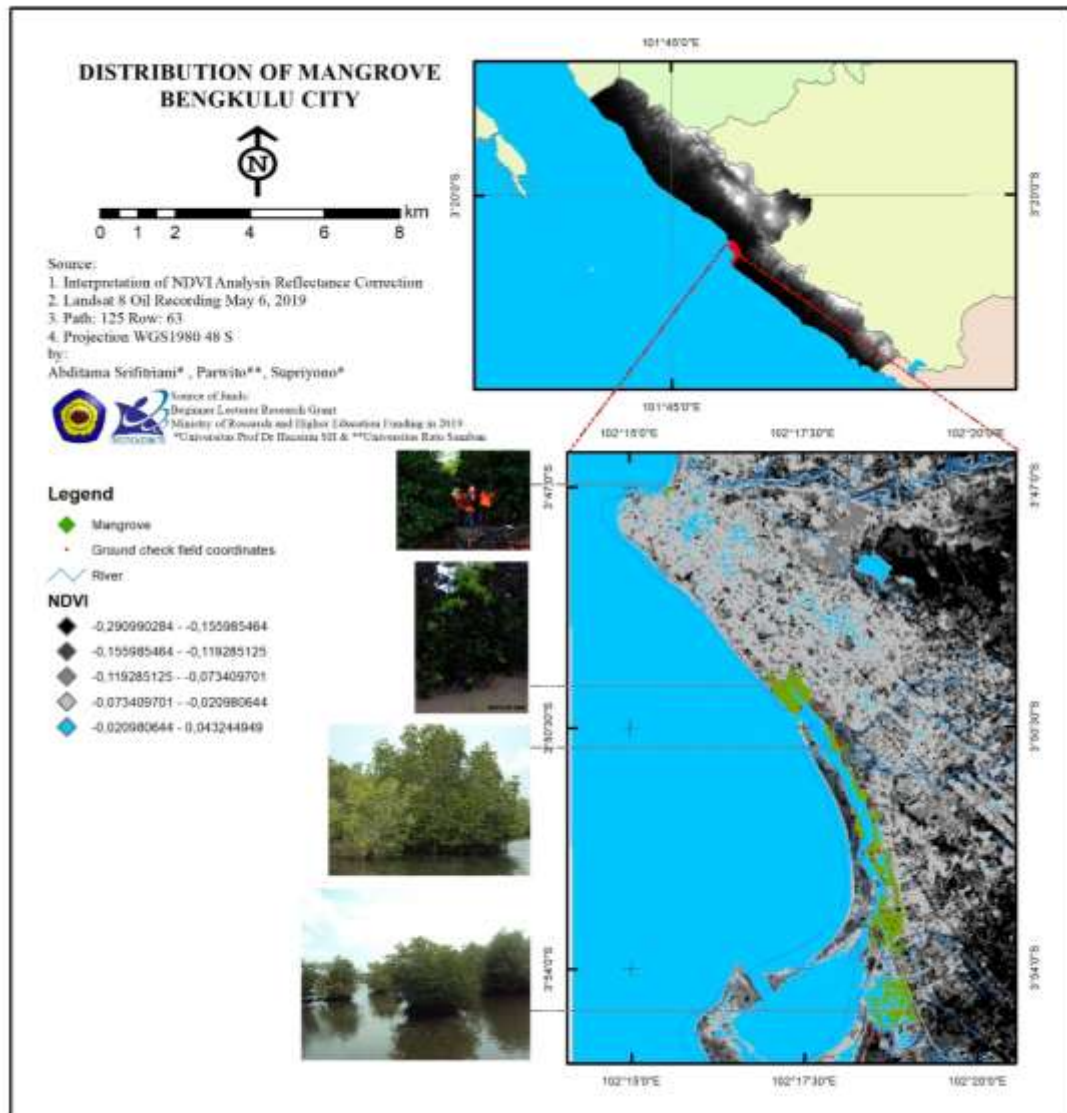 DISTRIBUTION OF MANGROVE
BENGKULU CITY
N
km
0 1 2 4 6 8
Source:
1. Interpretation of NDVI Analysis Reflectance Correction
2. Landsat 8 Oil Recording May 6, 2019
3. Path: 125 Row: 63
4. Projection WGS1980 48 S
by:
Abditama Srifitriani* , Parwito**, Supriyono*
Source of funds:
Beginner Lecturer Research Grant
Ministry of Research and Higher Education Funding in 2019
*Universitas Prof Dr Hazairin SH & **Universitas Ratu Samban
Legend
Mangrove
Ground check field coordinates
River
NDVI
-0,290990284 - -0,155985464
-0,155985464 - -0,119285125
-0,119285125 - -0,073409701
-0,073409701 - -0,020980644
-0,020980644 - 0,043244949
101°45'0"E
3°20'0"S
3°20'0"S
101°45'0"E
102°15'0"E 102°17'30"E 102°20'0"E
3°47'0"S
3°47'0"S
3°50'30"S
3°50'30"S
3°54'0"S
3°54'0"S
102°15'0"E 102°17'30"E 102°20'0"E